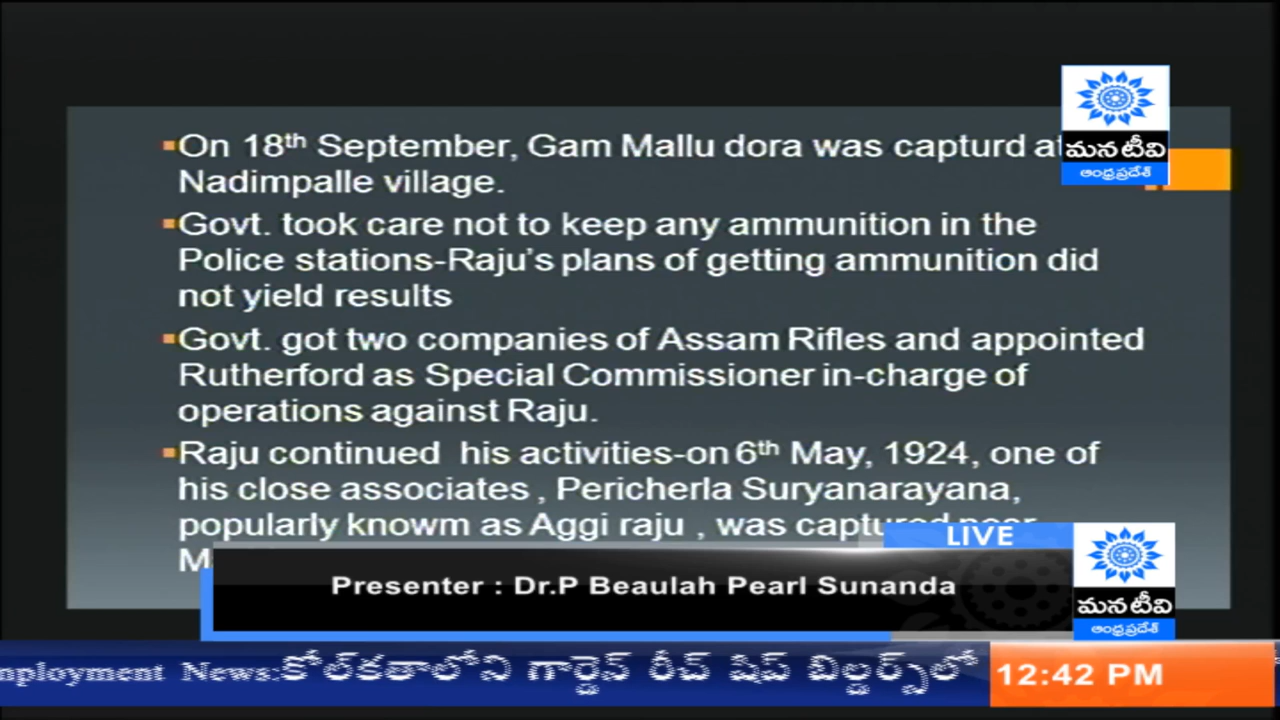 ▪On 18th September, Gam Mallu dora was capturd at
Nadimpalle village.
▪Govt. took care not to keep any ammunition in the
Police stations-Raju's plans of getting ammunition did
not yield results
▪Govt. got two companies of Assam Rifles and appointed
Rutherford as Special Commissioner in-charge of
operations against Raju.
▪Raju continued his activities-on 6th May, 1924, one of
his close associates , Pericherla Suryanarayana,
popularly knowm as Aggi raju , was captured near
మన టీవి
ఆంధ్రప్రదేశ్
LIVE
Presenter : Dr.P Beaulah Pearl Sunanda
మన టీవి
ఆంధ్రప్రదేశ్
mployment News:కోల్‌కతాలోని గార్డెన్ రీచ్ షిప్ బిల్డర్స్‌లో
12:42 PM